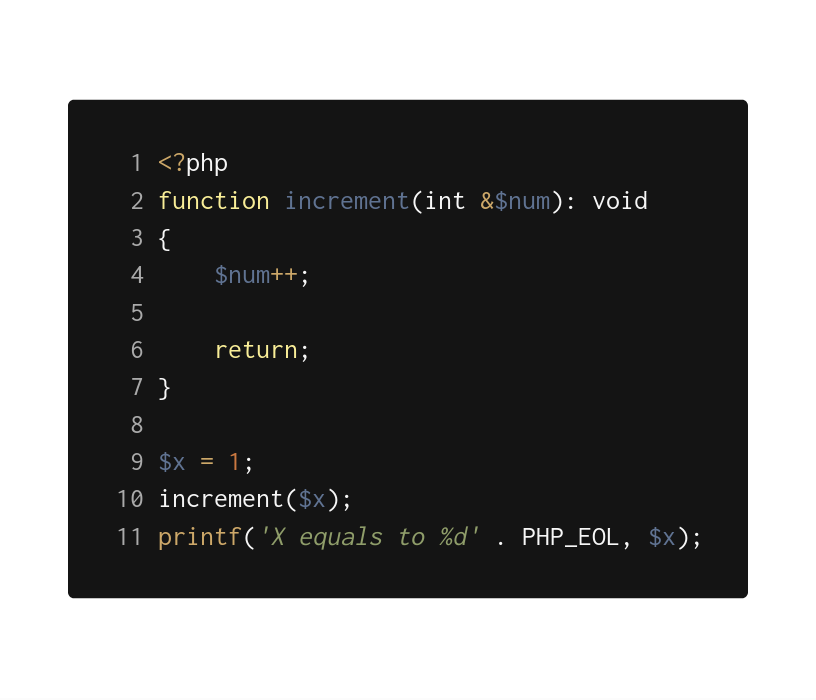 1 <?php
2 function increment(int &$num): void
3 {
4     $num++;
5
6     return;
7 }
8
9 $x = 1;
10 increment($x);
11 printf('X equals to %d' . PHP_EOL, $x);